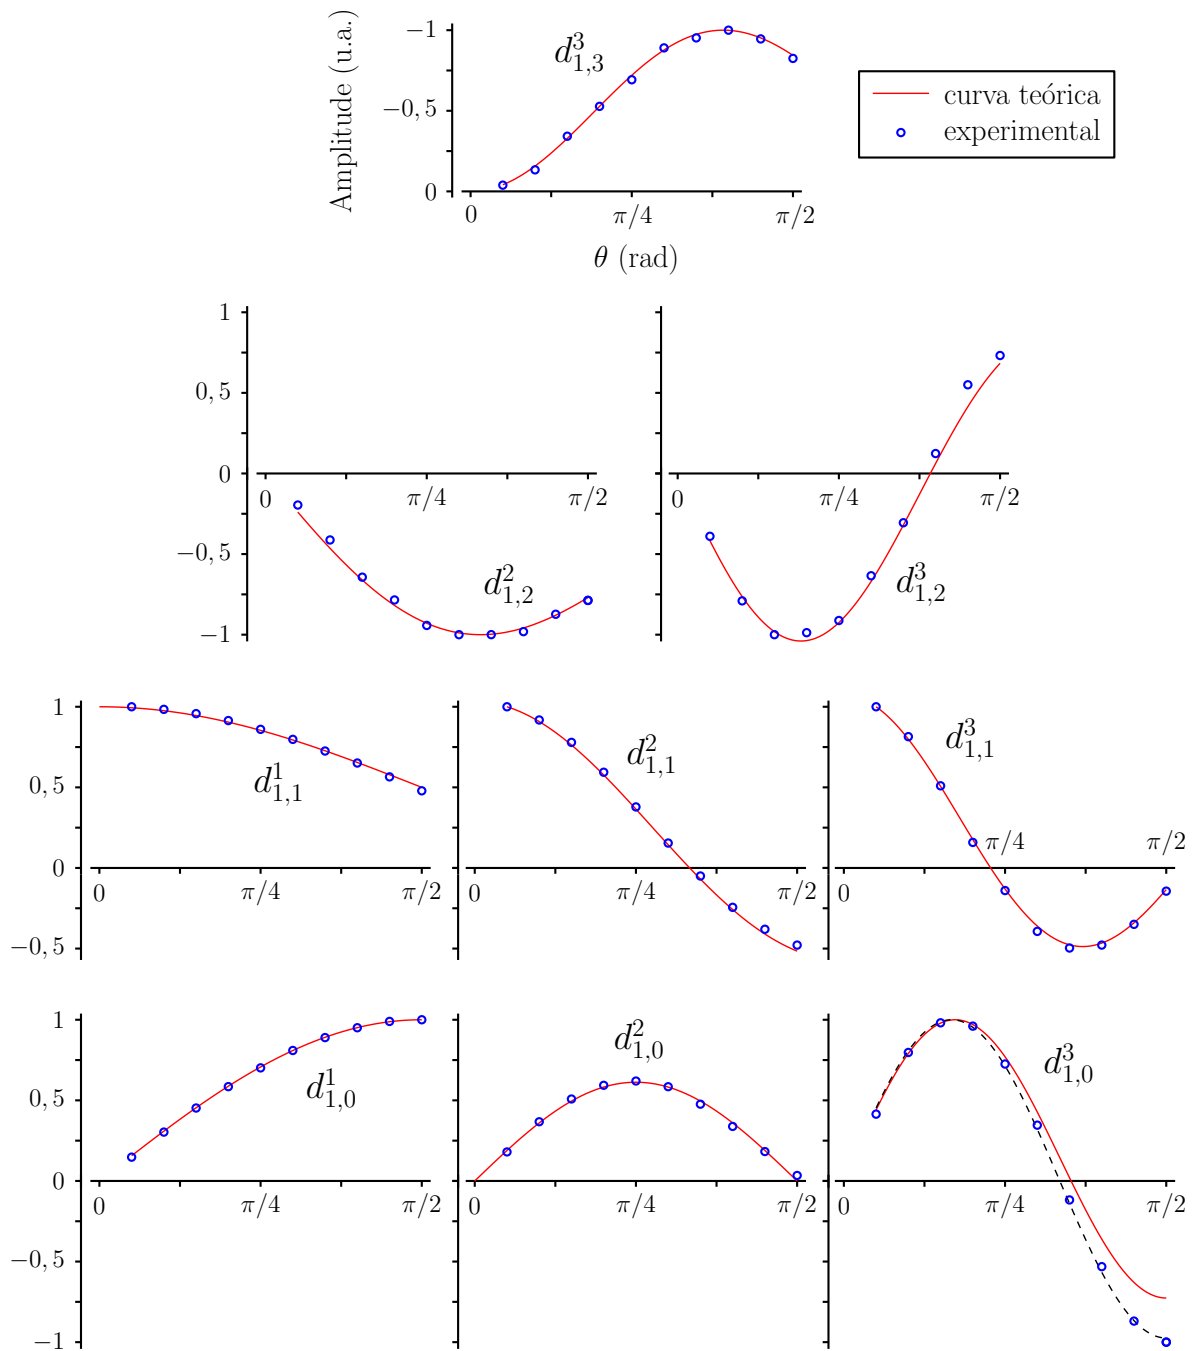 Amplitude (u.a.)
−1
−0, 5
0
d^3_{1,3}
0 π/4 π/2
θ (rad)
curva teórica
experimental
1
0, 5
0
−0, 5
−1
0 π/4 π/2
d^2_{1,2}
0 π/4 π/2
d^3_{1,2}
1
0, 5
0
−0, 5
d^1_{1,1}
0 π/4 π/2
d^2_{1,1}
0 π/4 π/2
d^3_{1,1}
0 π/4 π/2
1
0, 5
0
−0, 5
−1
d^1_{1,0}
0 π/4 π/2
d^2_{1,0}
0 π/4 π/2
d^3_{1,0}
0 π/4 π/2